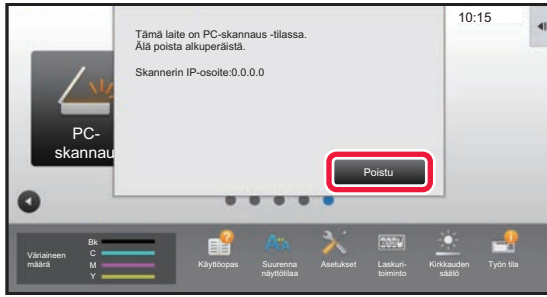 10:15
Tämä laite on PC-skannaus -tilassa.
Älä poista alkuperäistä.
Skannerin IP-osoite:0.0.0.0
PC-
skannau
Poistu
Väriaineen
määrä
Bk
C
M
Y
Käyttöopas
Suurenna
näyttötilaa
Asetukset
Laskuri-
toiminto
Kirkkauden
säätö
Työn tila